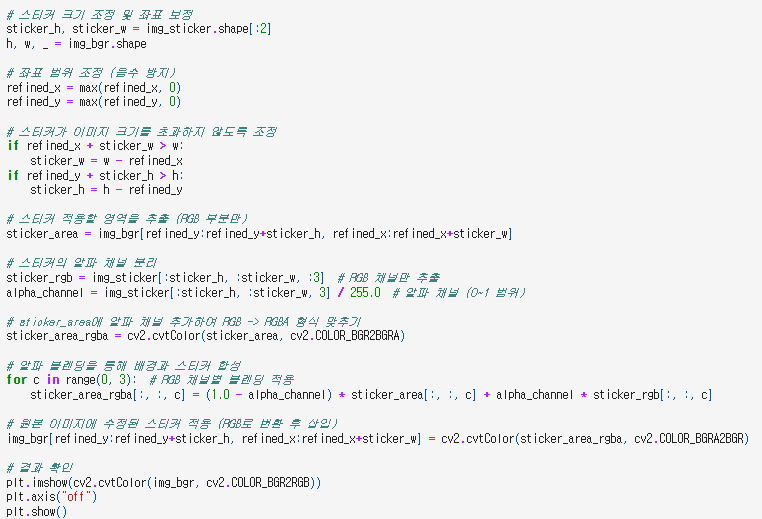 # 스티커 크기 조정 및 좌표 보정
sticker_h, sticker_w = img_sticker.shape[:2]
h, w, _ = img_bgr.shape
# 좌표 범위 조정 (음수 방지)
refined_x = max(refined_x, 0)
refined_y = max(refined_y, 0)
# 스티커가 이미지 크기를 초과하지 않도록 조정
if refined_x + sticker_w > w:
    sticker_w = w - refined_x
if refined_y + sticker_h > h:
    sticker_h = h - refined_y
# 스티커 적용할 영역을 추출 (RGB 부분만)
sticker_area = img_bgr[refined_y:refined_y+sticker_h, refined_x:refined_x+sticker_w]
# 스티커의 알파 채널 분리
sticker_rgb = img_sticker[:sticker_h, :sticker_w, :3]  # RGB 채널만 추출
alpha_channel = img_sticker[:sticker_h, :sticker_w, 3] / 255.0  # 알파 채널 (0~1 범위)
# sticker_area에 알파 채널 추가하여 RGB -> RGBA 형식 맞추기
sticker_area_rgba = cv2.cvtColor(sticker_area, cv2.COLOR_BGR2BGRA)
# 알파 블렌딩을 통해 배경과 스티커 합성
for c in range(0, 3):  # RGB 채널별 블렌딩 적용
    sticker_area_rgba[:, :, c] = (1.0 - alpha_channel) * sticker_area[:, :, c] + alpha_channel * sticker_rgb[:, :, c]
# 원본 이미지에 수정된 스티커 적용 (RGB로 변환 후 삽입)
img_bgr[refined_y:refined_y+sticker_h, refined_x:refined_x+sticker_w] = cv2.cvtColor(sticker_area_rgba, cv2.COLOR_BGRA2BGR)
# 결과 확인
plt.imshow(cv2.cvtColor(img_bgr, cv2.COLOR_BGR2RGB))
plt.axis("off")
plt.show()